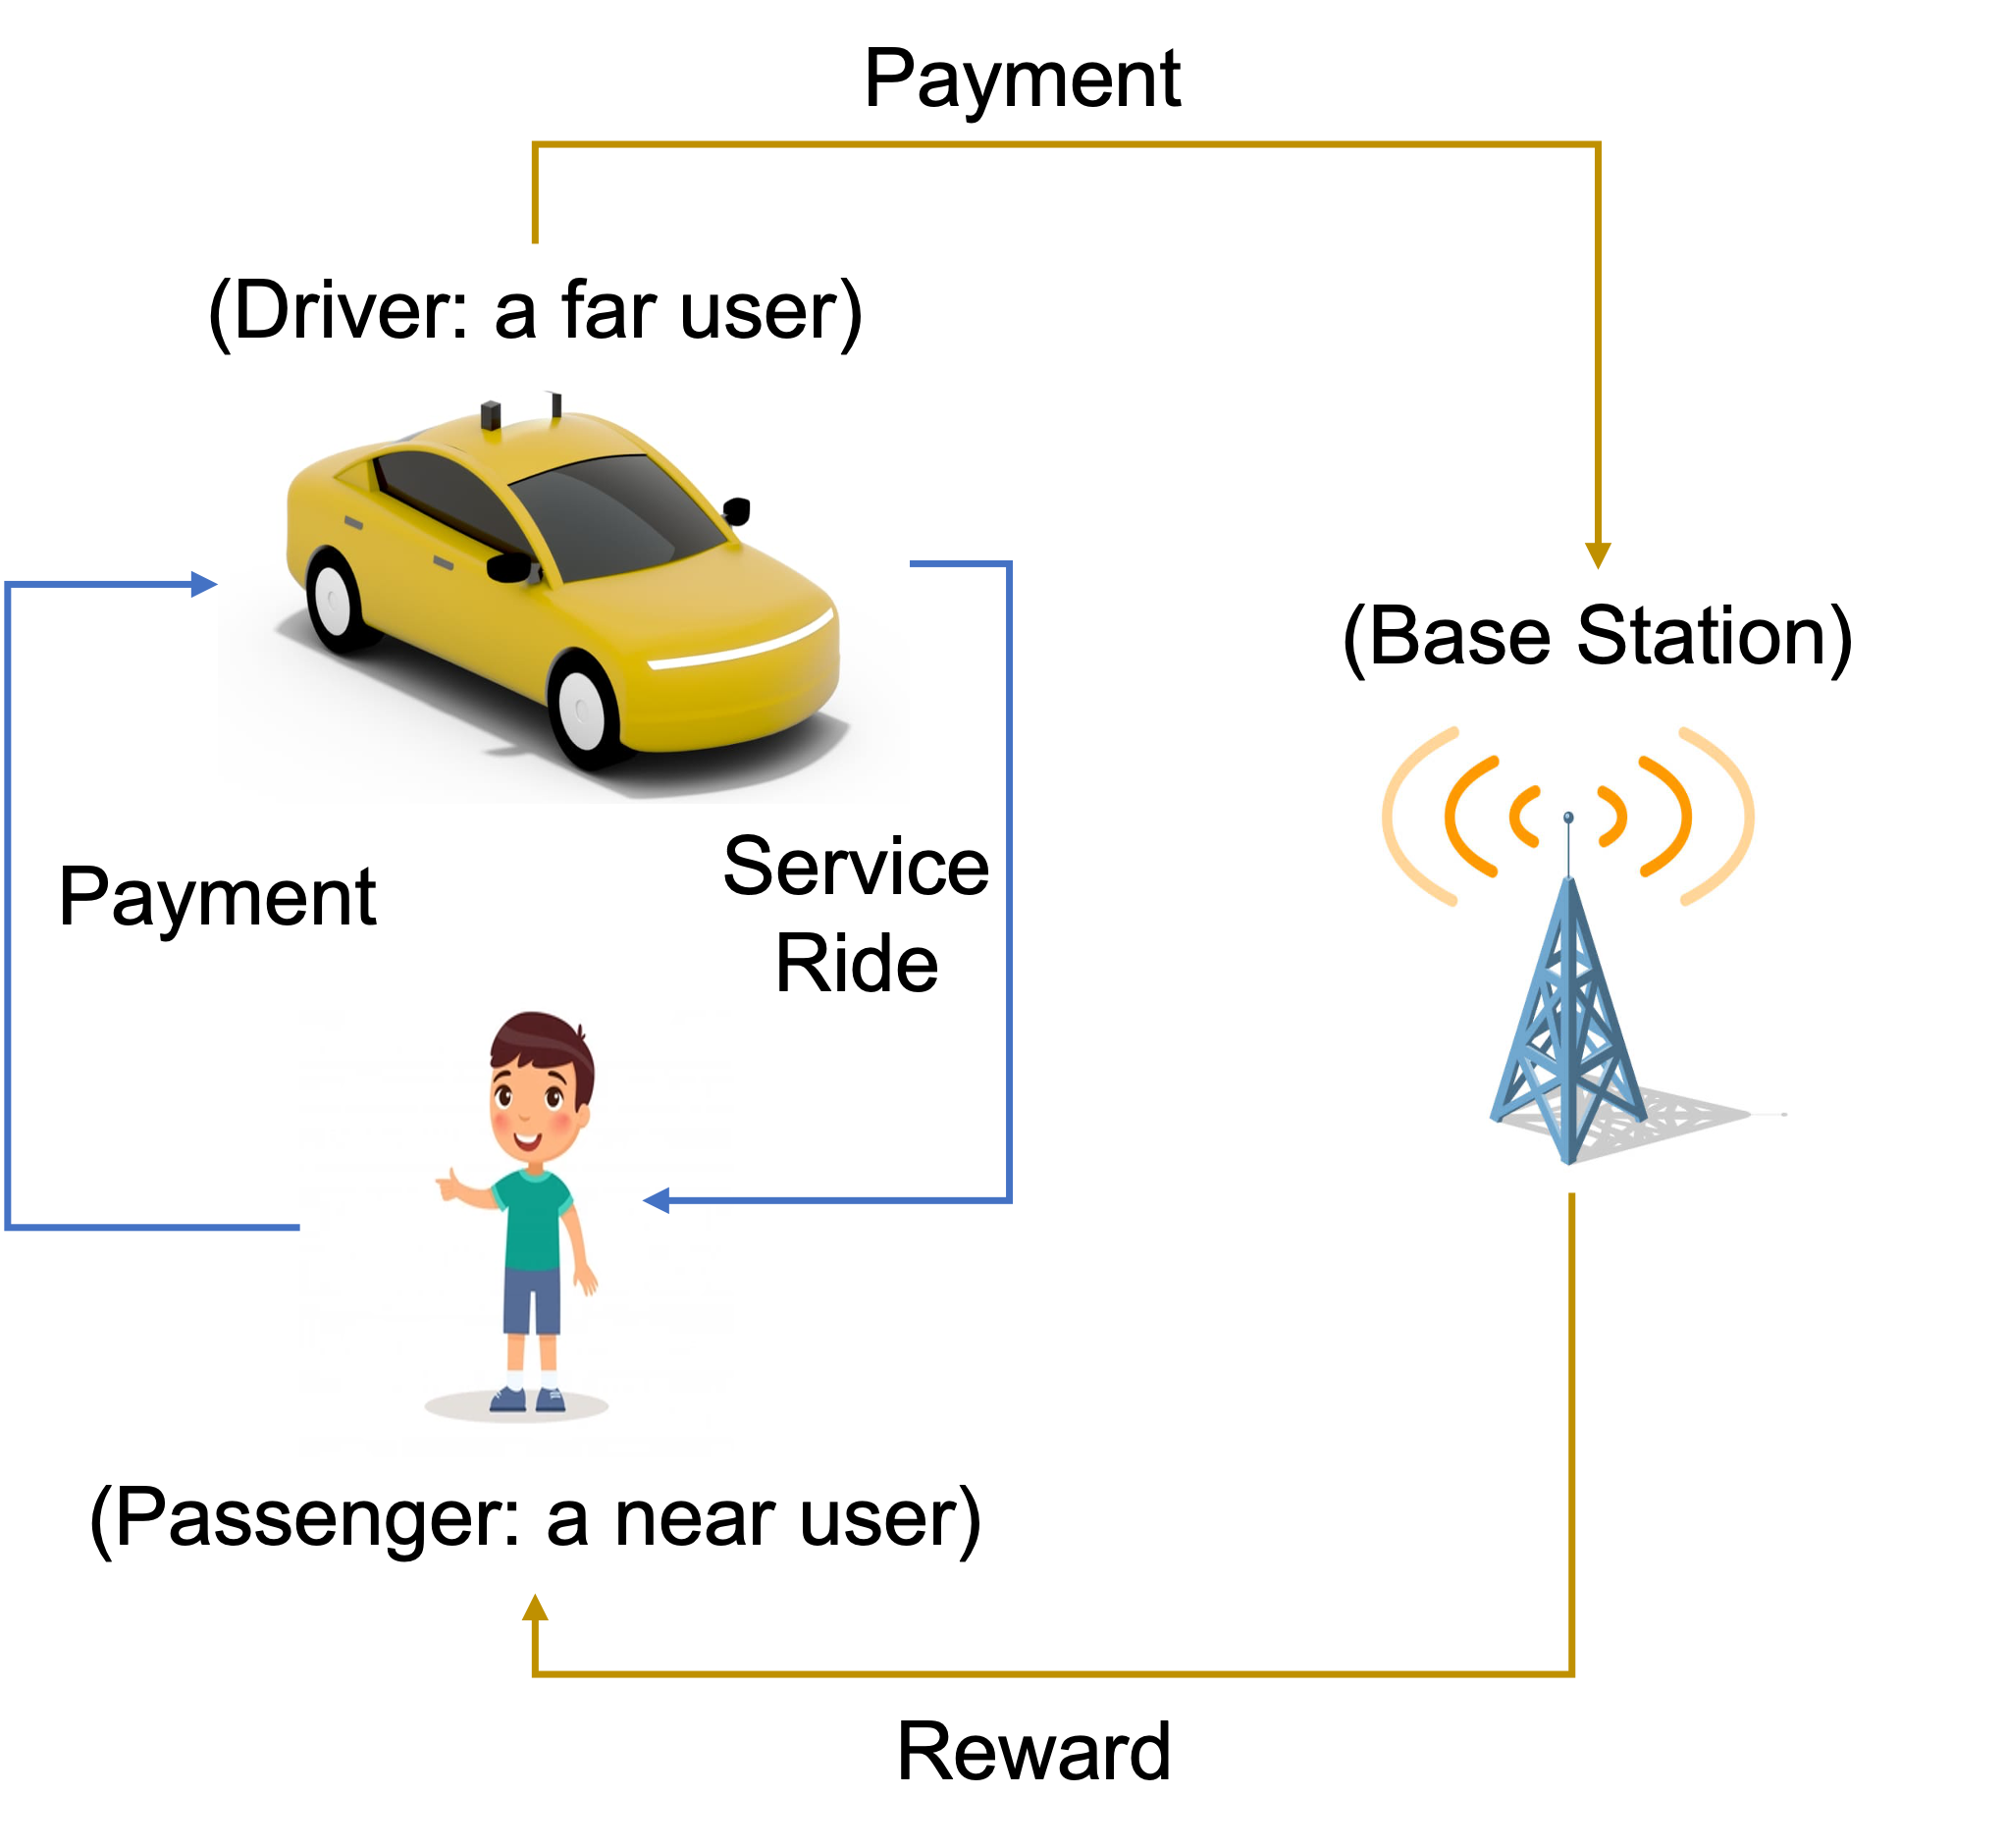 Payment
(Driver: a far user)
(Base Station)
Payment
Service
Ride
(Passenger: a near user)
Reward